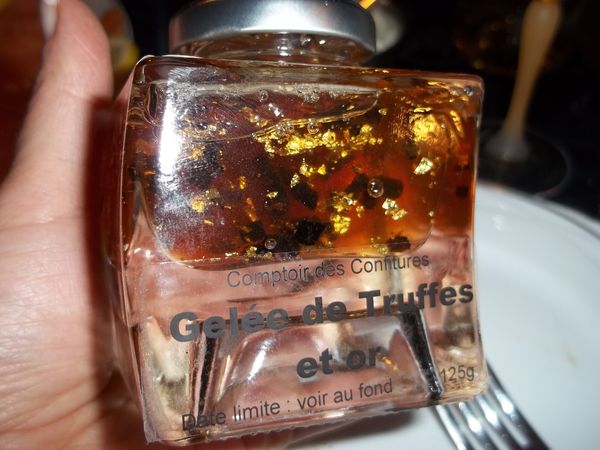 Comptoir des Confitures
Gelée de Truffes
et or
125g
Date limite : voir au fond